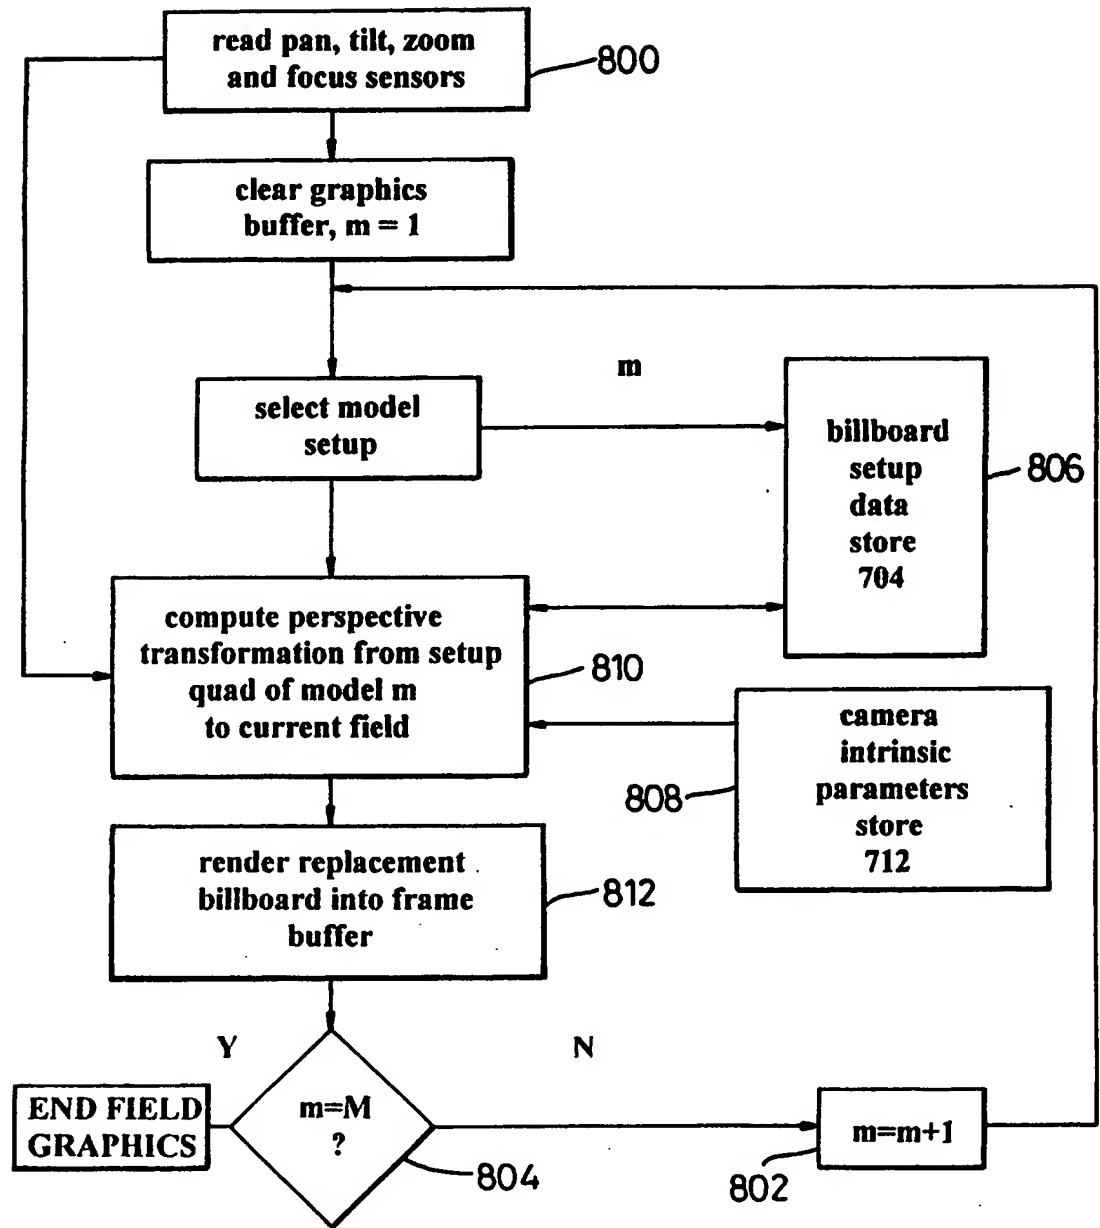 read pan, tilt, zoom
and focus sensors
800
clear graphics
buffer, m = 1
m
select model
setup
billboard
setup
data
store
704
806
compute perspective
transformation from setup
quad of model m
to current field
810
camera
intrinsic
parameters
store
712
808
render replacement
billboard into frame
buffer
812
Y
N
END FIELD
GRAPHICS
m=M
?
804
m=m+1
802